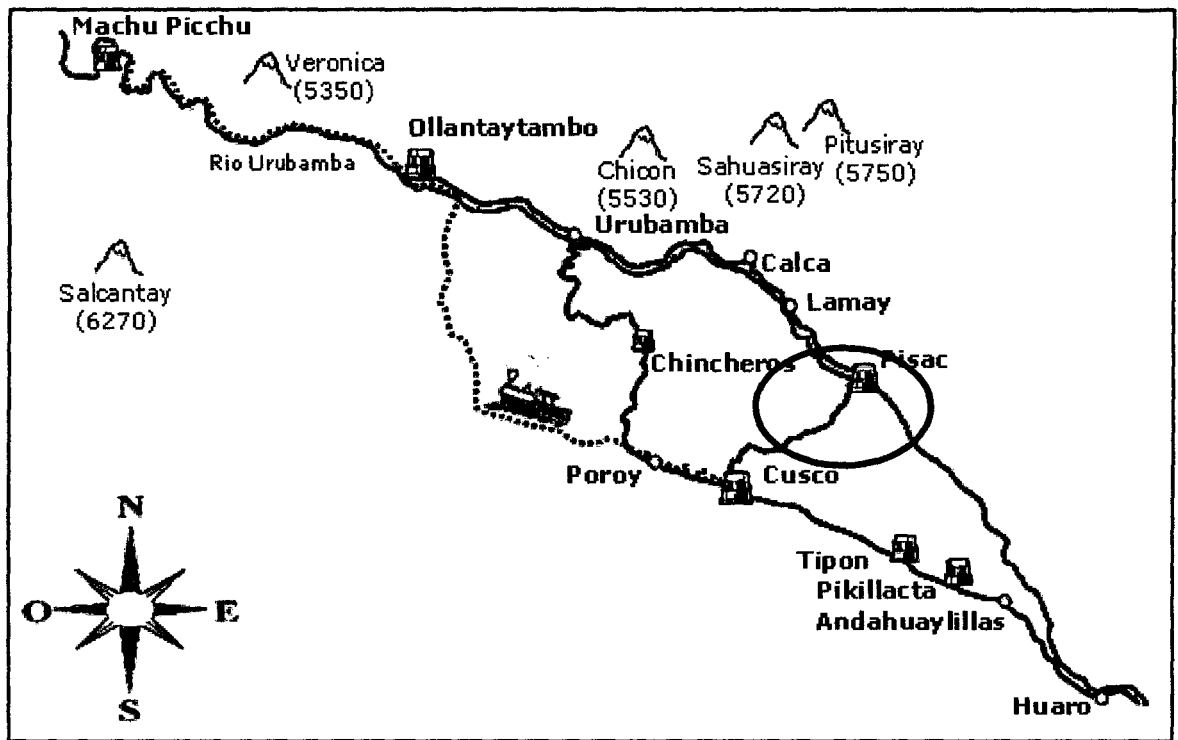 Machu Picchu
Veronica
(5350)
Ollantaytambo
Rio Urubamba
Chicon
(5530)
Sahuasiray
(5720)
Pitusiray
(5750)
Urubamba
Calca
Lamay
Salcantay
(6270)
Chincheros
Pisac
Poroy
Cusco
N
O
E
S
Tipon
Pikillacta
Andahuaylillas
Huaro